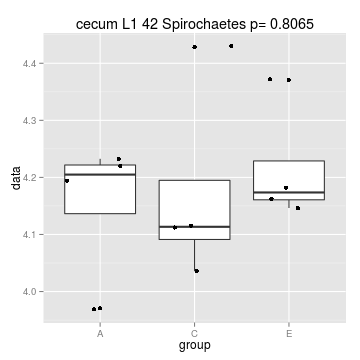 cecum L1 42 Spirochaetes p= 0.8065
data
4.4
4.3
4.2
4.1
4.0
A
C
E
group